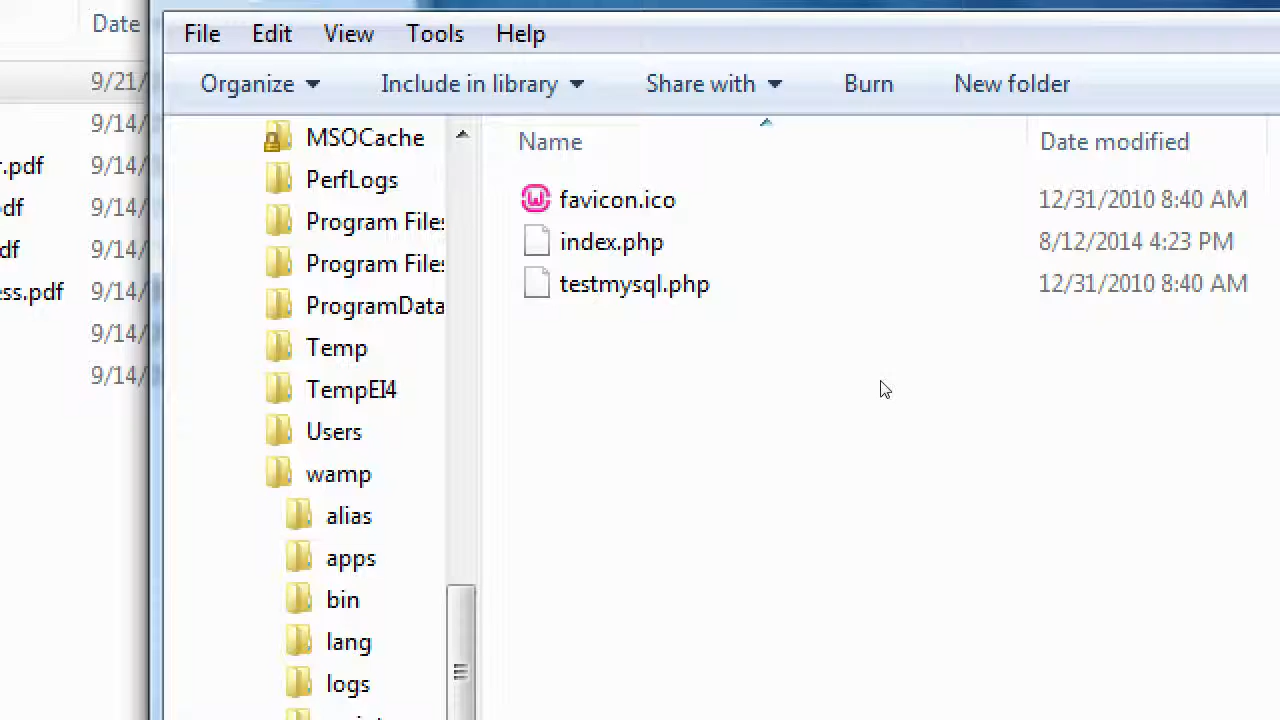 Date
9/21/
9/14/
r.pdf 9/14/
df 9/14/
df 9/14/
ess.pdf 9/14/
9/14/
9/14/
File Edit View Tools Help
Organize Include in library Share with Burn New folder
MSOCache
PerfLogs
Program Files
Program Files
ProgramData
Temp
TempEI4
Users
wamp
alias
apps
bin
lang
logs
Name Date modified
favicon.ico 12/31/2010 8:40 AM
index.php 8/12/2014 4:23 PM
testmysql.php 12/31/2010 8:40 AM